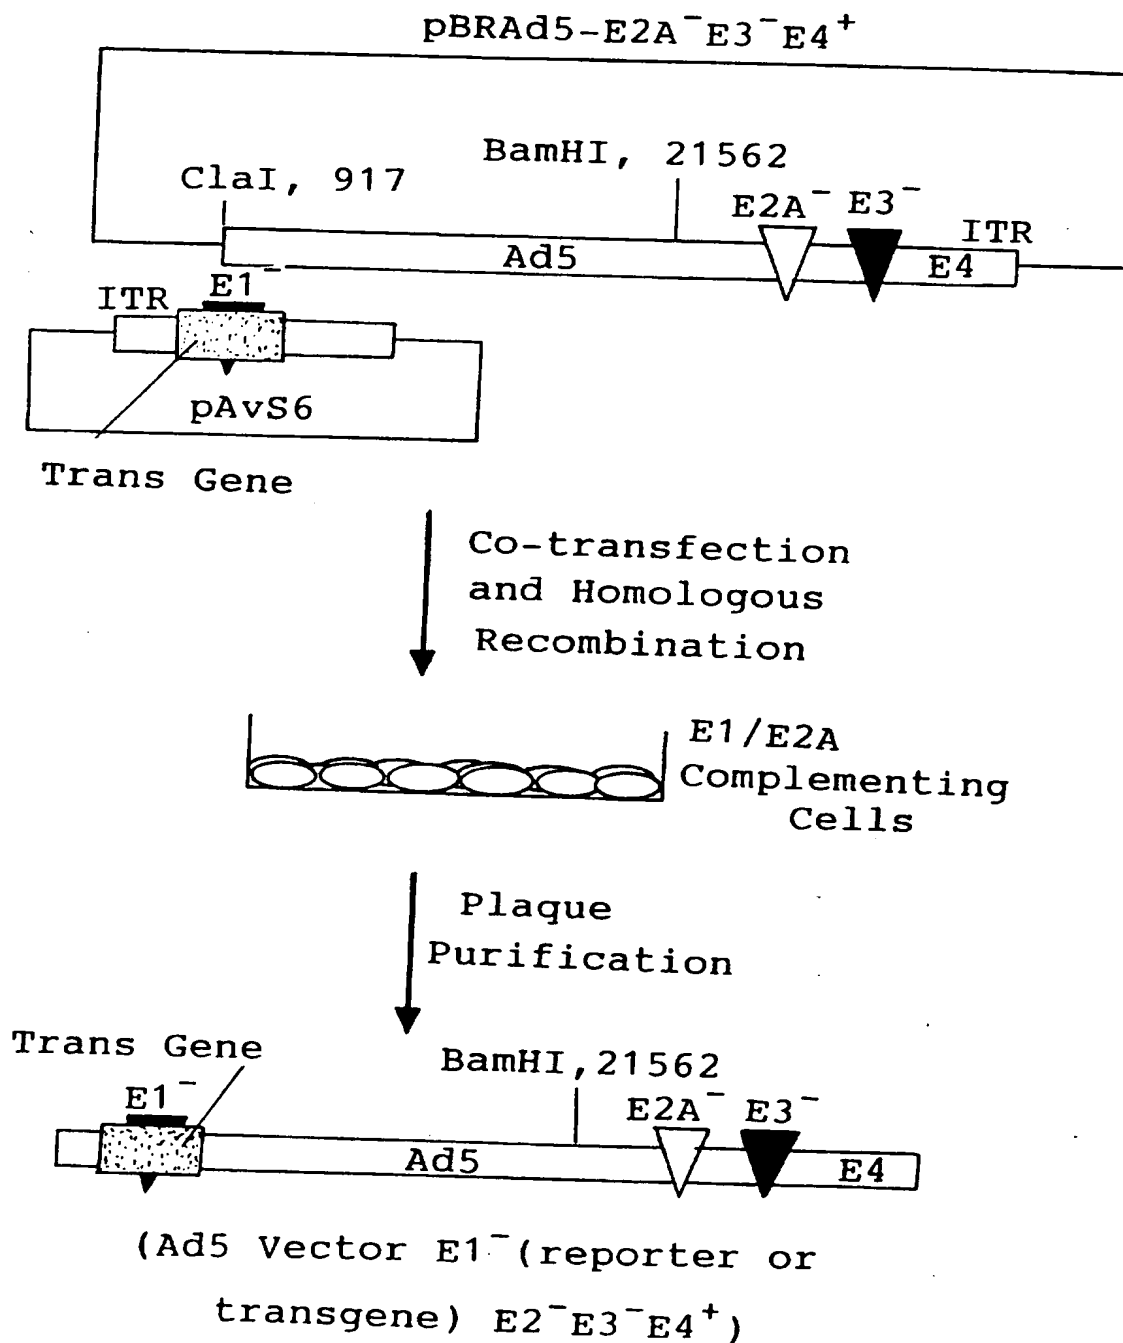 pBRAd5-E2A⁻E3⁻E4⁺
BamHI, 21562
ClaI, 917
E2A⁻ E3⁻
ITR
Ad5
E4
E1⁻
ITR
pAvS6
Trans Gene
Co-transfection
and Homologous
Recombination
E1/E2A
Complementing
Cells
Plaque
Purification
Trans Gene
BamHI,21562
E1⁻
E2A⁻ E3⁻
Ad5
E4
(Ad5 Vector E1⁻(reporter or
transgene) E2⁻E3⁻E4⁺)